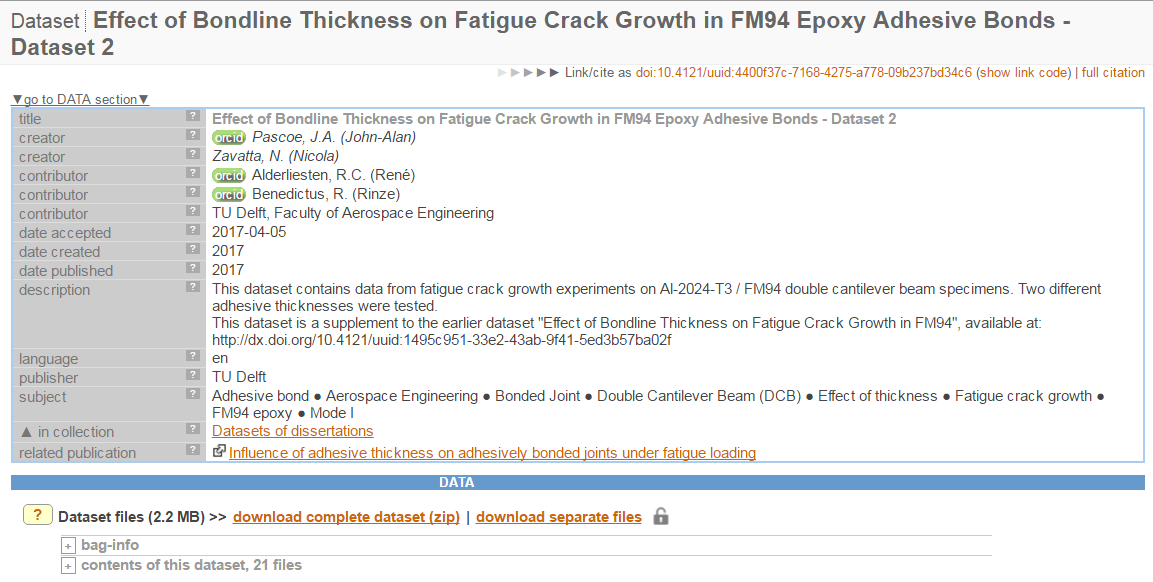 Dataset Effect of Bondline Thickness on Fatigue Crack Growth in FM94 Epoxy Adhesive Bonds -
Dataset 2
▶▶▶▶▶ Link/cite as doi:10.4121/uuid:4400f37c-7168-4275-a778-09b237bd34c6 (show link code) | full citation
▼go to DATA section▼
title ? Effect of Bondline Thickness on Fatigue Crack Growth in FM94 Epoxy Adhesive Bonds - Dataset 2
creator ? orcid Pascoe, J.A. (John-Alan)
creator ? Zavatta, N. (Nicola)
contributor ? orcid Alderliesten, R.C. (René)
contributor ? orcid Benedictus, R. (Rinze)
contributor ? TU Delft, Faculty of Aerospace Engineering
date accepted ? 2017-04-05
date created ? 2017
date published ? 2017
description ? This dataset contains data from fatigue crack growth experiments on Al-2024-T3 / FM94 double cantilever beam specimens. Two different
adhesive thicknesses were tested.
This dataset is a supplement to the earlier dataset "Effect of Bondline Thickness on Fatigue Crack Growth in FM94", available at:
http://dx.doi.org/10.4121/uuid:1495c951-33e2-43ab-9f41-5ed3b57ba02f
language ? en
publisher ? TU Delft
subject ? Adhesive bond ● Aerospace Engineering ● Bonded Joint ● Double Cantilever Beam (DCB) ● Effect of thickness ● Fatigue crack growth ●
FM94 epoxy ● Mode I
▲ in collection ? Datasets of dissertations
related publication ? Influence of adhesive thickness on adhesively bonded joints under fatigue loading
DATA
? Dataset files (2.2 MB) >> download complete dataset (zip) | download separate files
+ bag-info
+ contents of this dataset, 21 files